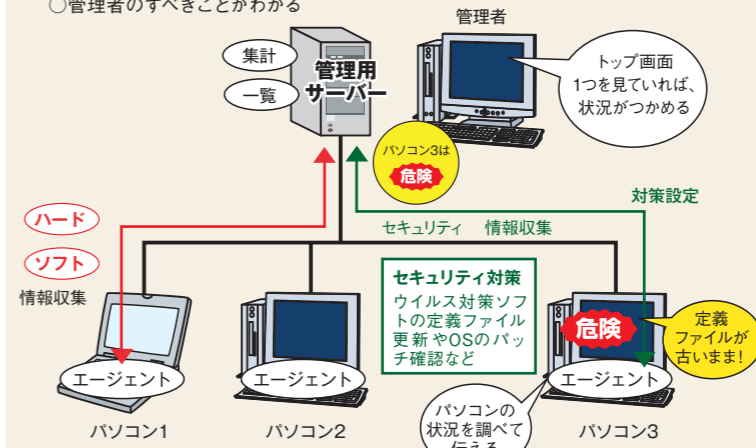 ○管理者のすべきことがわかる
管理者
集計
一覧
管理用
サーバー
トップ画面
1つを見ていれば、
状況がつかめる
パソコン3は
危険
対策設定
ハード
ソフト
情報収集
セキュリティ 情報収集
セキュリティ対策
ウイルス対策ソフ
トの定義ファイル
更新やOSのパッ
チ確認など
危険
定義
ファイルが
古いまま!
エージェント
エージェント
エージェント
パソコンの
状況を調べて
伝える
パソコン1
パソコン2
パソコン3